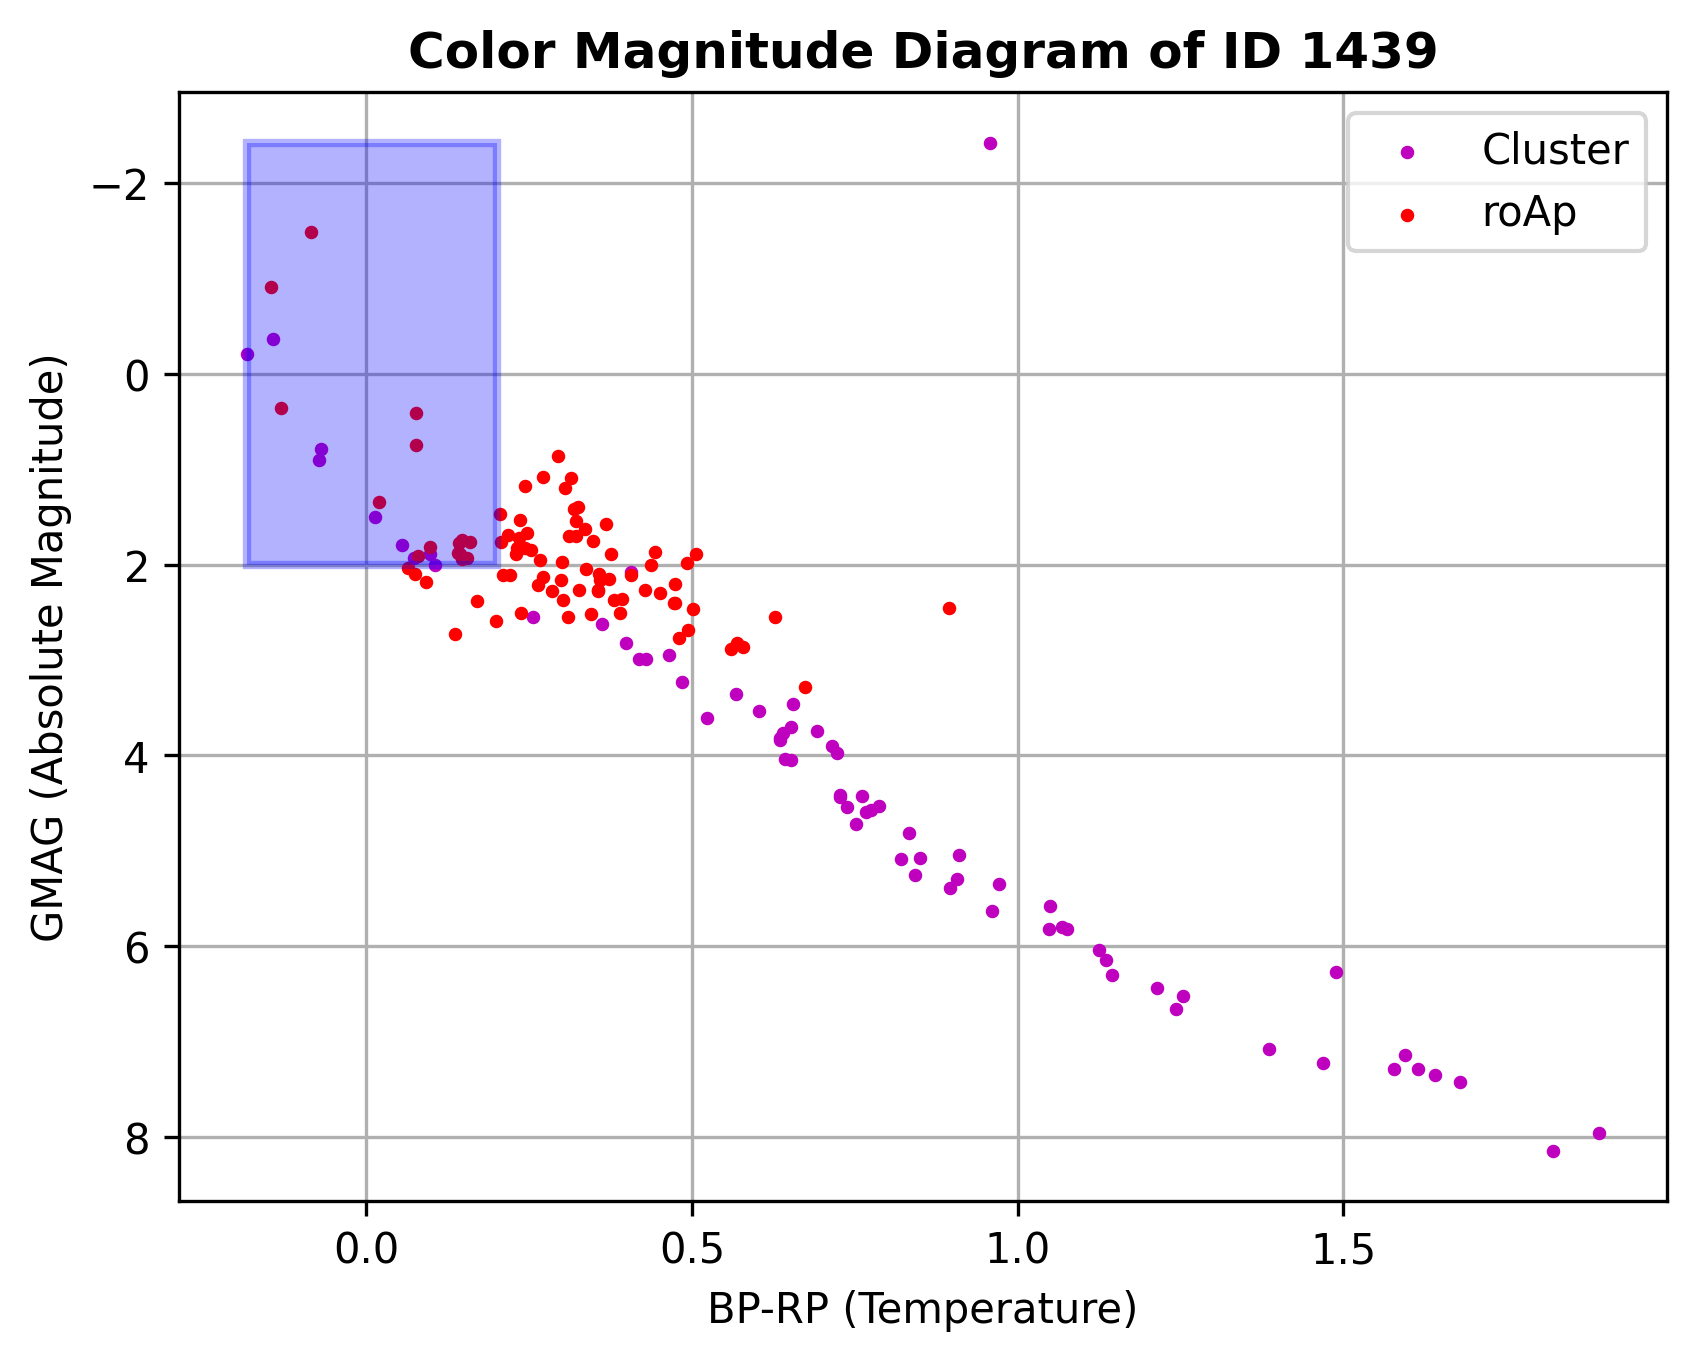 Color Magnitude Diagram of ID 1439
Cluster
roAp
−2
0
2
4
6
8
GMAG (Absolute Magnitude)
0.0 0.5 1.0 1.5
BP-RP (Temperature)